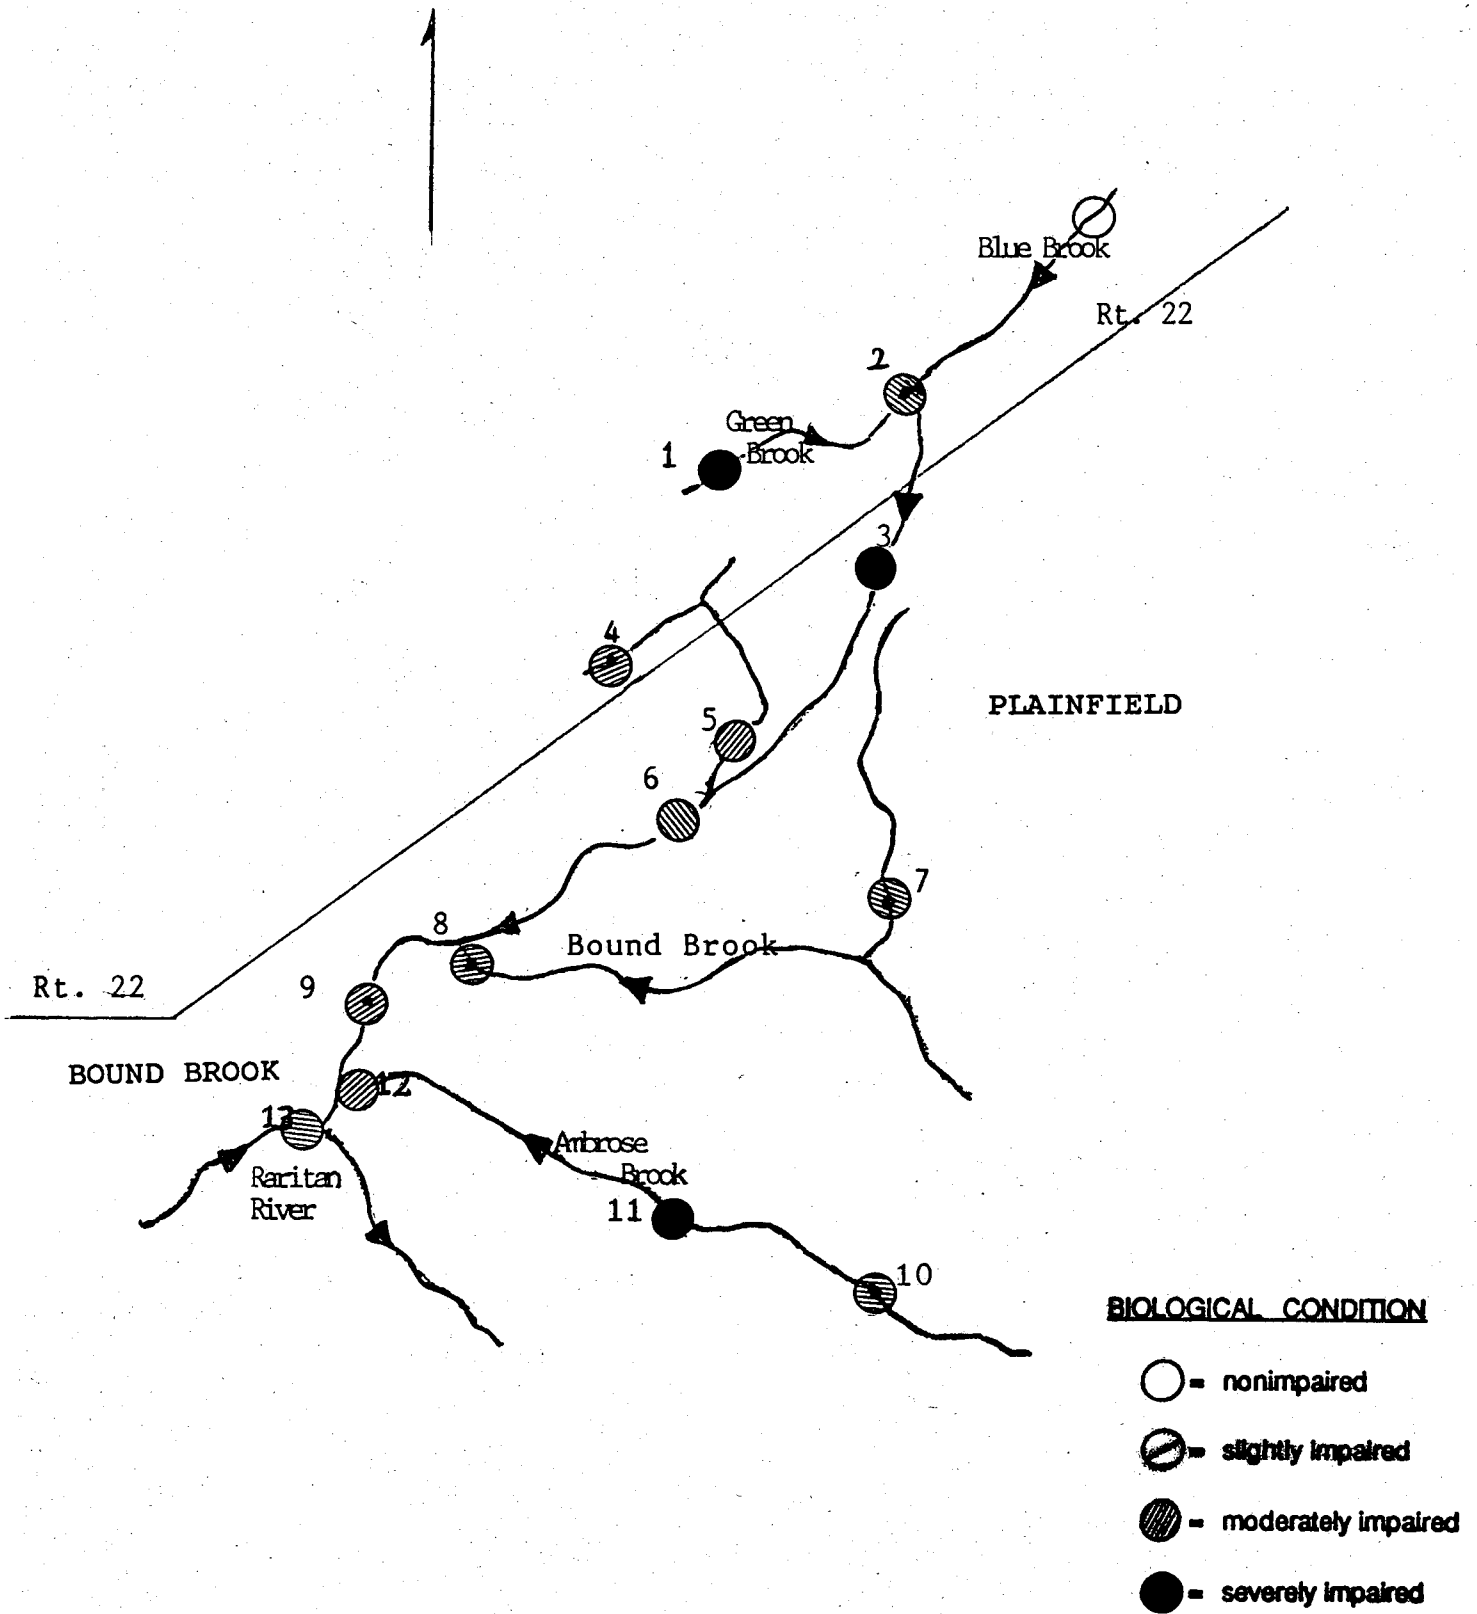 Blue Brook
Rt. 22
2
Green
Brook
1
3
4
PLAINFIELD
5
6
7
8
Bound Brook
Rt. 22
9
BOUND BROOK
12
13
Ambrose
Brook
Raritan
River
11
10
BIOLOGICAL CONDITION
= nonimpaired
= slightly impaired
= moderately impaired
= severely impaired